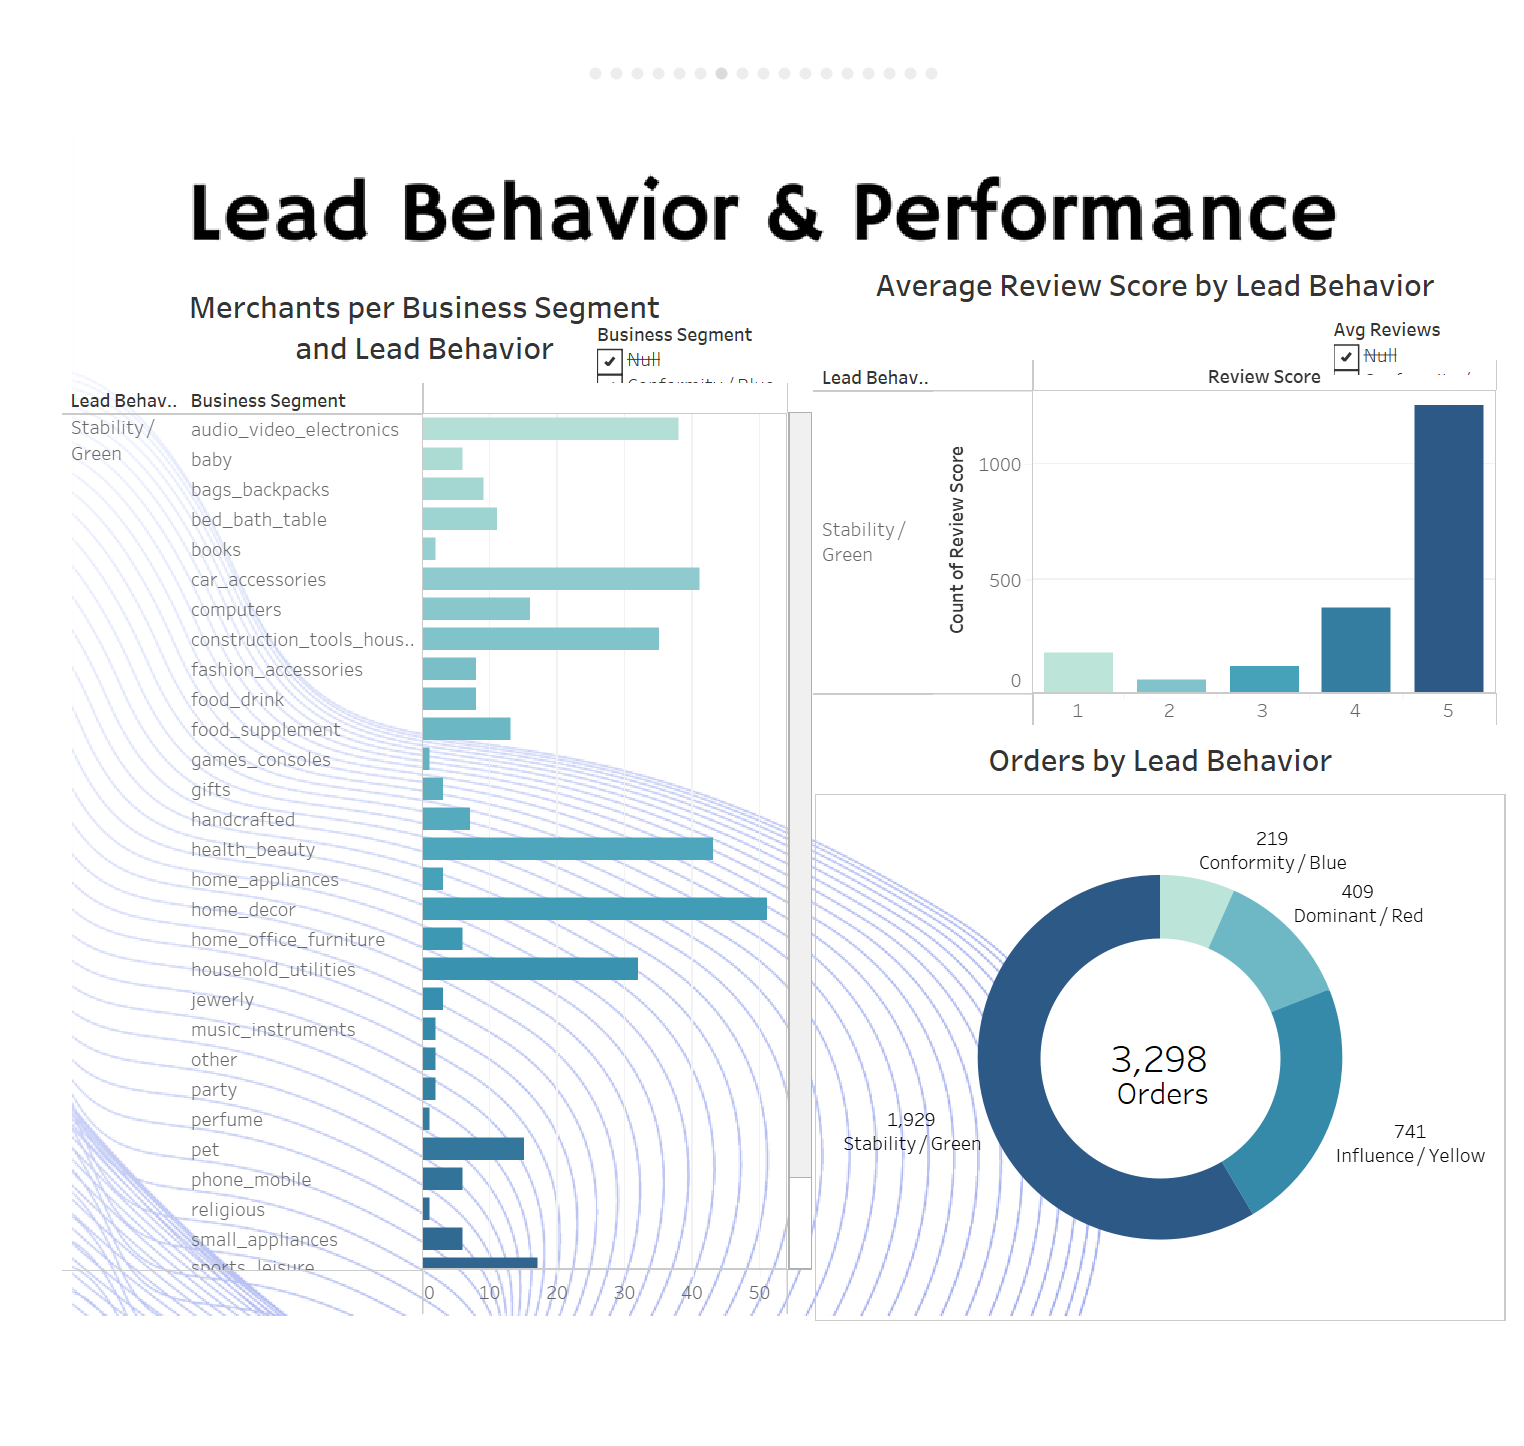 Lead Behavior & Performance
Merchants per Business Segment
and Lead Behavior
Business Segment
Null
Conformity / Blue
Lead Behav..
Business Segment
Stability /
Green
audio_video_electronics
baby
bags_backpacks
bed_bath_table
books
car_accessories
computers
construction_tools_hous..
fashion_accessories
food_drink
food_supplement
games_consoles
gifts
handcrafted
health_beauty
home_appliances
home_decor
home_office_furniture
household_utilities
jewerly
music_instruments
other
party
perfume
pet
phone_mobile
religious
small_appliances
sports_leisure
0 10 20 30 40 50
Average Review Score by Lead Behavior
Avg Reviews
Null
Lead Behav..
Review Score
Stability /
Green
Count of Review Score
1000
500
0
1 2 3 4 5
Orders by Lead Behavior
219
Conformity / Blue
409
Dominant / Red
3,298
Orders
1,929
Stability / Green
741
Influence / Yellow